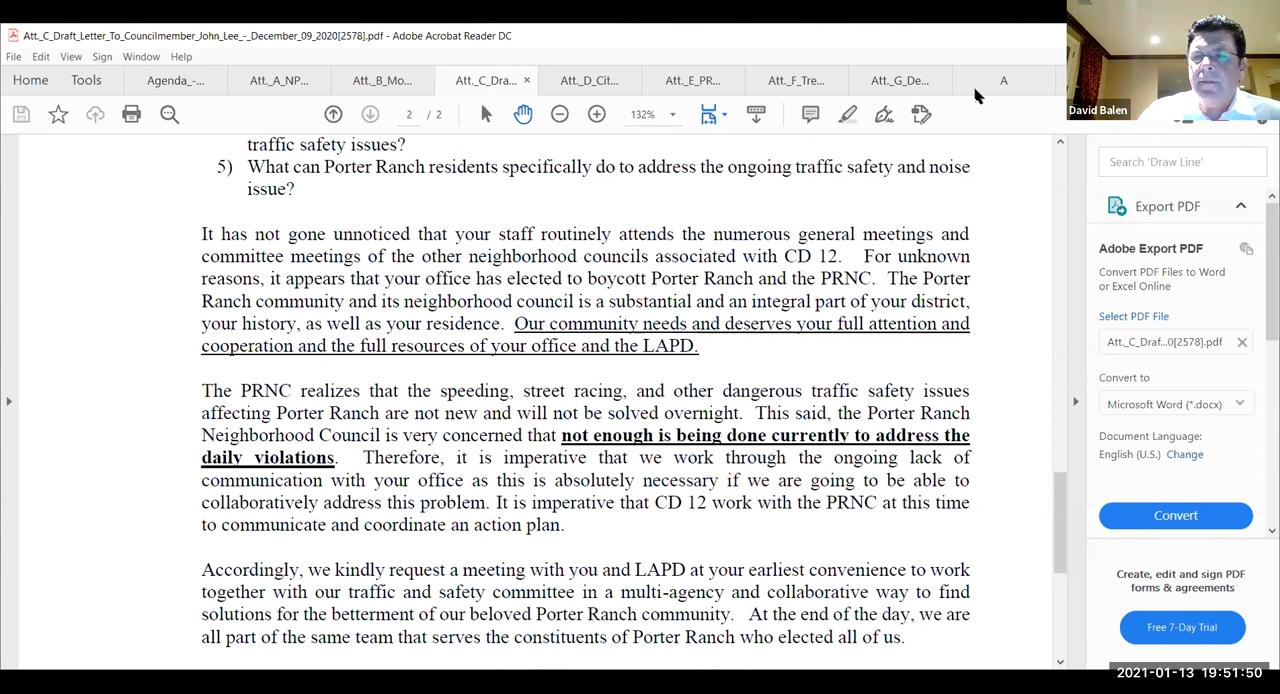 Att._C_Draft_Letter_To_Councilmember_John_Lee_-_December_09_2020[2578].pdf - Adobe Acrobat Reader DC
File Edit View Sign Window Help
Home Tools Agenda_-... Att._A_NP... Att._B_Mo... Att._C_Dra... × Att._D_Cit... Att._E_PR... Att._F_Tre... Att._G_De... A
David Balen
2 / 2 132%
traffic safety issues?
5) What can Porter Ranch residents specifically do to address the ongoing traffic safety and noise
issue?
It has not gone unnoticed that your staff routinely attends the numerous general meetings and
committee meetings of the other neighborhood councils associated with CD 12. For unknown
reasons, it appears that your office has elected to boycott Porter Ranch and the PRNC. The Porter
Ranch community and its neighborhood council is a substantial and an integral part of your district,
your history, as well as your residence. Our community needs and deserves your full attention and
cooperation and the full resources of your office and the LAPD.
The PRNC realizes that the speeding, street racing, and other dangerous traffic safety issues
affecting Porter Ranch are not new and will not be solved overnight. This said, the Porter Ranch
Neighborhood Council is very concerned that not enough is being done currently to address the
daily violations. Therefore, it is imperative that we work through the ongoing lack of
communication with your office as this is absolutely necessary if we are going to be able to
collaboratively address this problem. It is imperative that CD 12 work with the PRNC at this time
to communicate and coordinate an action plan.
Accordingly, we kindly request a meeting with you and LAPD at your earliest convenience to work
together with our traffic and safety committee in a multi-agency and collaborative way to find
solutions for the betterment of our beloved Porter Ranch community. At the end of the day, we are
all part of the same team that serves the constituents of Porter Ranch who elected all of us.
Search 'Draw Line'
Export PDF
Adobe Export PDF
Convert PDF Files to Word
or Excel Online
Select PDF File
Att._C_Draf...0[2578].pdf
Convert to
Microsoft Word (*.docx)
Document Language:
English (U.S.) Change
Convert
Create, edit and sign PDF
forms & agreements
Free 7-Day Trial
2021-01-13 19:51:50